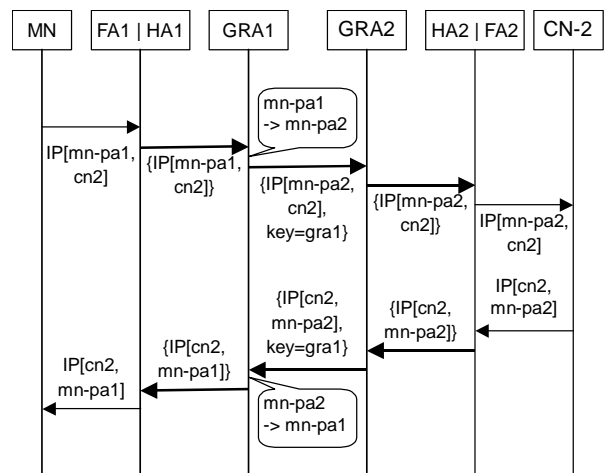 MN
FA1 | HA1
GRA1
GRA2
HA2 | FA2
CN-2
mn-pa1
-> mn-pa2
IP[mn-pa1,
cn2]
{IP[mn-pa1,
cn2]}
{IP[mn-pa2,
cn2],
key=gra1}
{IP[mn-pa2,
cn2]}
IP[mn-pa2,
cn2]
IP[cn2,
mn-pa2]
{IP[cn2,
mn-pa2]}
{IP[cn2,
mn-pa2],
key=gra1}
{IP[cn2,
mn-pa1]}
IP[cn2,
mn-pa1]
mn-pa2
-> mn-pa1